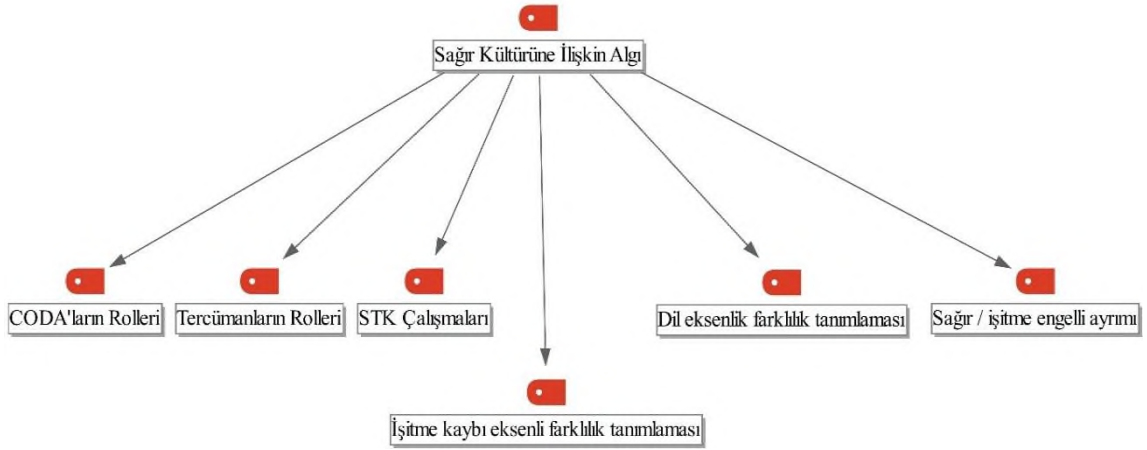 Sağır Kültürüne İlişkin Algı
CODA'ların Rolleri
Tercümanların Rolleri
STK Çalışmaları
Dil eksenlik farklılık tanımlaması
Sağır / işitme engelli ayrımı
İşitme kaybı eksenli farklılık tanımlaması